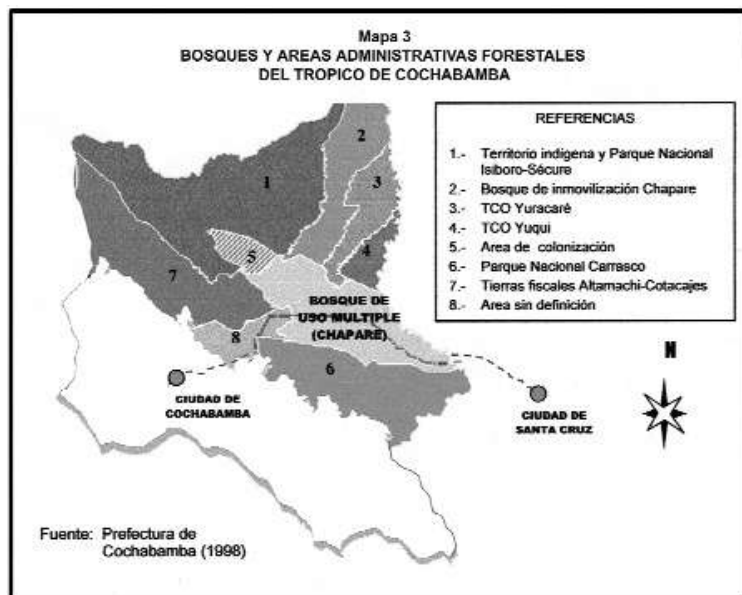 Mapa 3
BOSQUES Y AREAS ADMINISTRATIVAS FORESTALES
DEL TROPICO DE COCHABAMBA
REFERENCIAS
1.- Territorio indígena y Parque Nacional
Isiboro-Sécure
2.- Bosque de inmovilización Chapare
3.- TCO Yuracaré
4.- TCO Yuqui
5.- Area de colonización
6.- Parque Nacional Carrasco
7.- Tierras fiscales Altamachi-Cotacajes
8.- Area sin definición
2
1
3
4
5
7
BOSQUE DE
USO MULTIPLE
(CHAPARE)
8
6
N
CIUDAD DE
COCHABAMBA
CIUDAD DE
SANTA CRUZ
Fuente: Prefectura de
Cochabamba (1998)